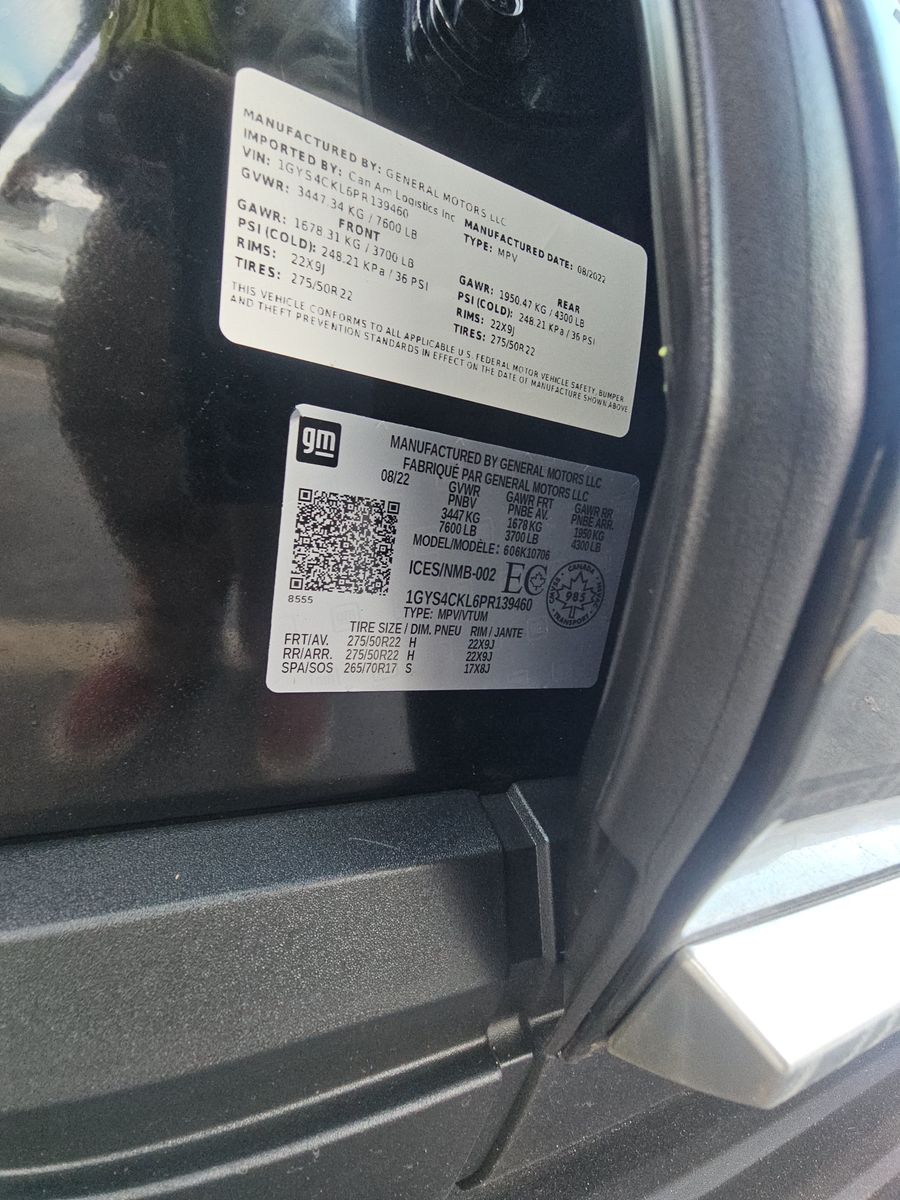 MANUFACTURED BY: GENERAL MOTORS LLC
IMPORTED BY: Can Am Logistics Inc
MANUFACTURED DATE: 08/2022
VIN: 1GYS4CKL6PR139460
TYPE: MPV
GVWR: 3447.34 KG / 7600 LB
FRONT
GAWR: 1678.31 KG / 3700 LB
PSI (COLD): 248.21 KPa / 36 PSI
RIMS: 22X9J
TIRES: 275/50R22
REAR
GAWR: 1950.47 KG / 4300 LB
PSI (COLD): 248.21 KPa / 36 PSI
RIMS: 22X9J
TIRES: 275/50R22
THIS VEHICLE CONFORMS TO ALL APPLICABLE U.S. FEDERAL MOTOR VEHICLE SAFETY, BUMPER
AND THEFT PREVENTION STANDARDS IN EFFECT ON THE DATE OF MANUFACTURE SHOWN ABOVE
gm
MANUFACTURED BY GENERAL MOTORS LLC
FABRIQUÉ PAR GENERAL MOTORS LLC
08/22 GVWR GAWR FRT GAWR RR
PNBV PNBE AV. PNBE ARR.
3447 KG 1678 KG 1950 KG
7600 LB 3700 LB 4300 LB
MODEL/MODÈLE: 606K10706
ICES/NMB-002 EC
CANADA
CMVSS 985 NSVAC
TRANSPORT
8555
1GYS4CKL6PR139460
TYPE: MPV/VTUM
TIRE SIZE / DIM. PNEU RIM / JANTE
FRT/AV. 275/50R22 H 22X9J
RR/ARR. 275/50R22 H 22X9J
SPA/SOS 265/70R17 S 17X8J